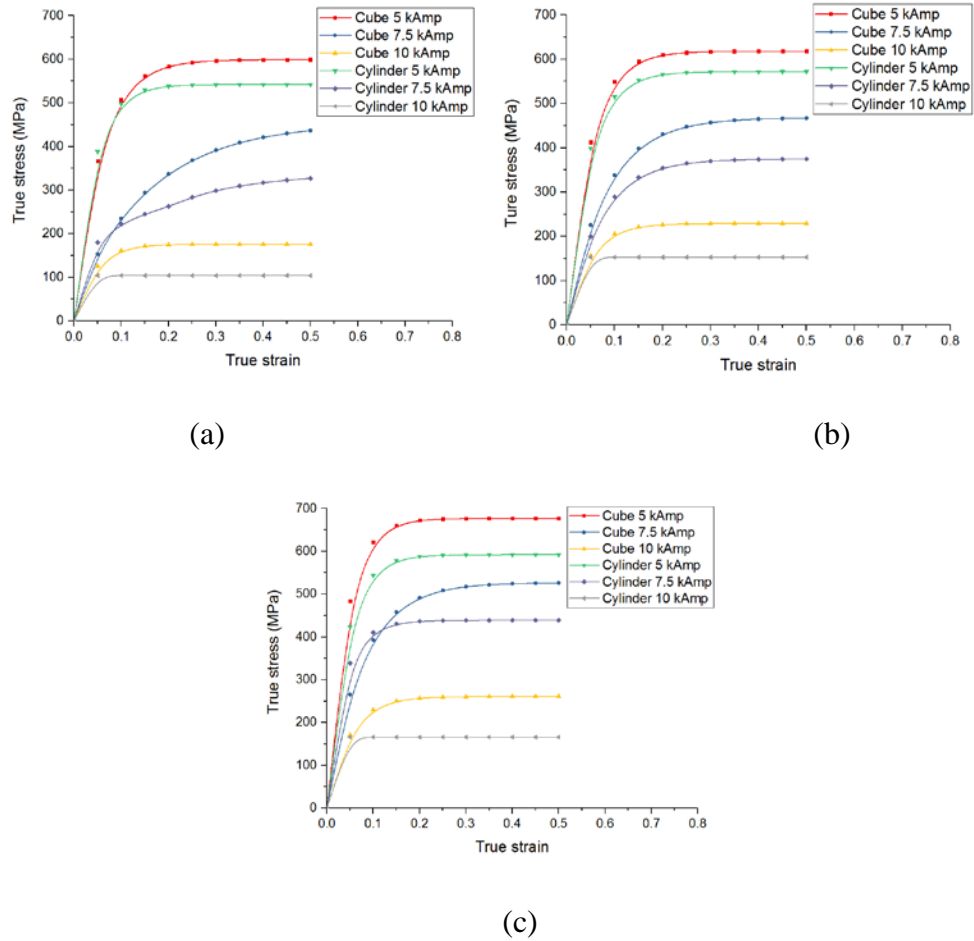 700
600
500
400
300
200
100
0
True stress (MPa)
0.0 0.1 0.2 0.3 0.4 0.5 0.6 0.7 0.8
True strain
Cube 5 kAmp
Cube 7.5 kAmp
Cube 10 kAmp
Cylinder 5 kAmp
Cylinder 7.5 kAmp
Cylinder 10 kAmp
(a)
700
600
500
400
300
200
100
0
Ture stress (MPa)
0.0 0.1 0.2 0.3 0.4 0.5 0.6 0.7 0.8
True strain
Cube 5 kAmp
Cube 7.5 kAmp
Cube 10 kAmp
Cylinder 5 kAmp
Cylinder 7.5 kAmp
Cylinder 10 kAmp
(b)
700
600
500
400
300
200
100
0
True stress (MPa)
0.0 0.1 0.2 0.3 0.4 0.5 0.6 0.7 0.8
True strain
Cube 5 kAmp
Cube 7.5 kAmp
Cube 10 kAmp
Cylinder 5 kAmp
Cylinder 7.5 kAmp
Cylinder 10 kAmp
(c)